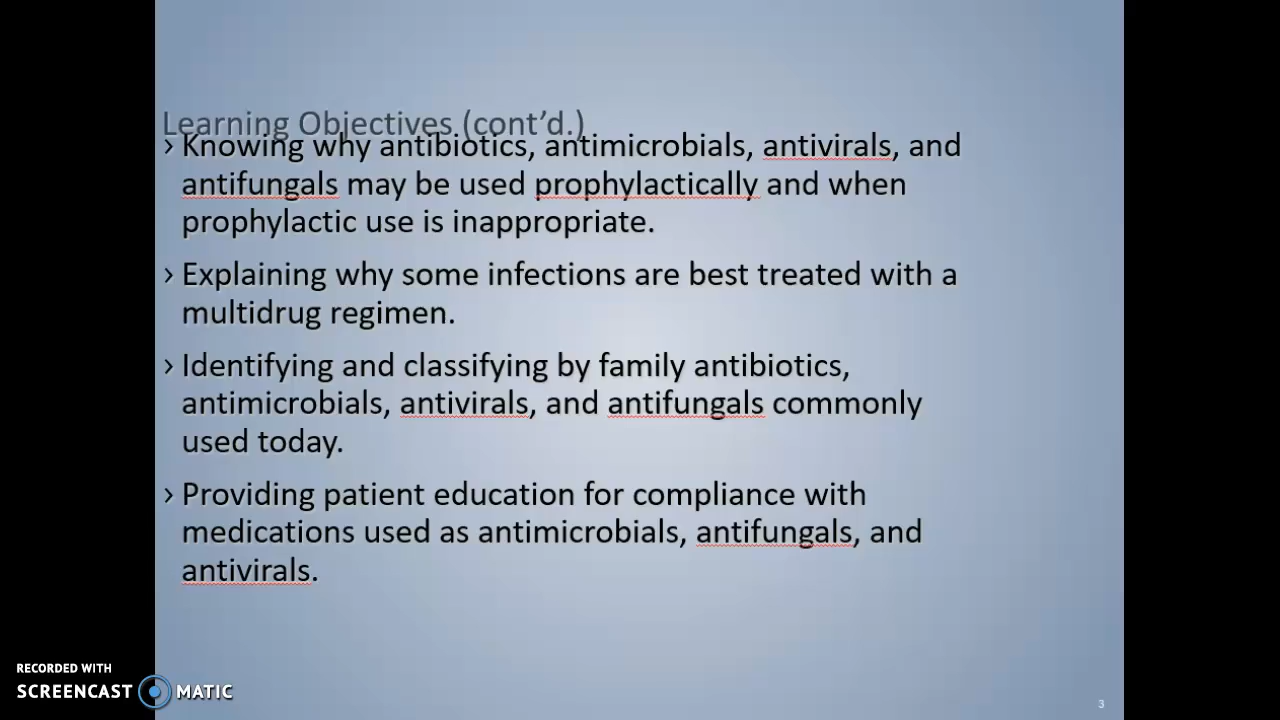 Learning Objectives (cont’d.)
› Knowing why antibiotics, antimicrobials, antivirals, and
antifungals may be used prophylactically and when
prophylactic use is inappropriate.
› Explaining why some infections are best treated with a
multidrug regimen.
› Identifying and classifying by family antibiotics,
antimicrobials, antivirals, and antifungals commonly
used today.
› Providing patient education for compliance with
medications used as antimicrobials, antifungals, and
antivirals.
RECORDED WITH
SCREENCAST MATIC
3